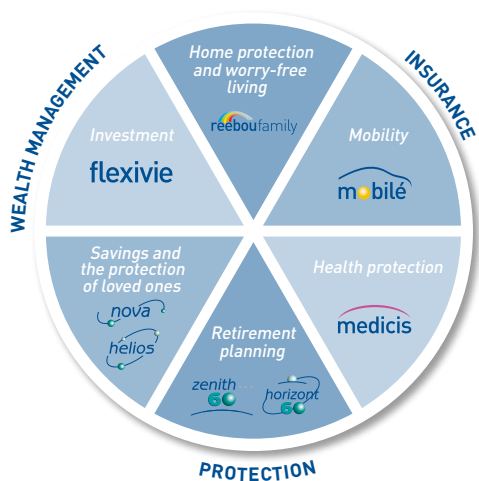 WEALTH MANAGEMENT
INSURANCE
Home protection
and worry-free
living
reeboufamily
Investment
flexivie
Mobility
mobilé
Savings and
the protection
of loved ones
nova
helios
Health protection
medicis
Retirement
planning
zenith
60
horizont
60
PROTECTION